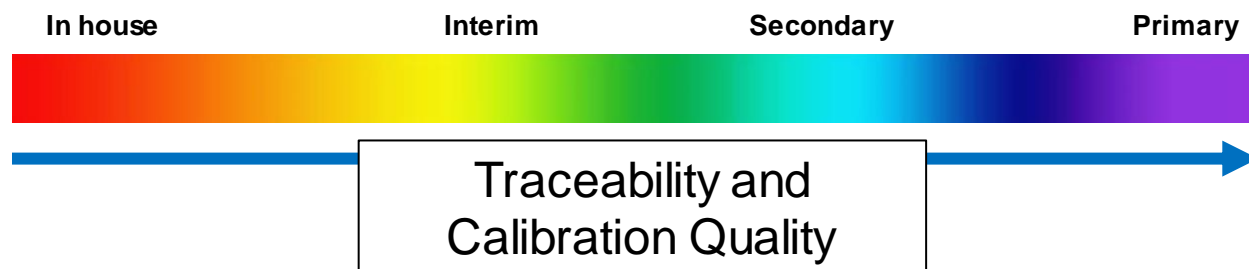 In house Interim Secondary Primary
Traceability and
Calibration Quality